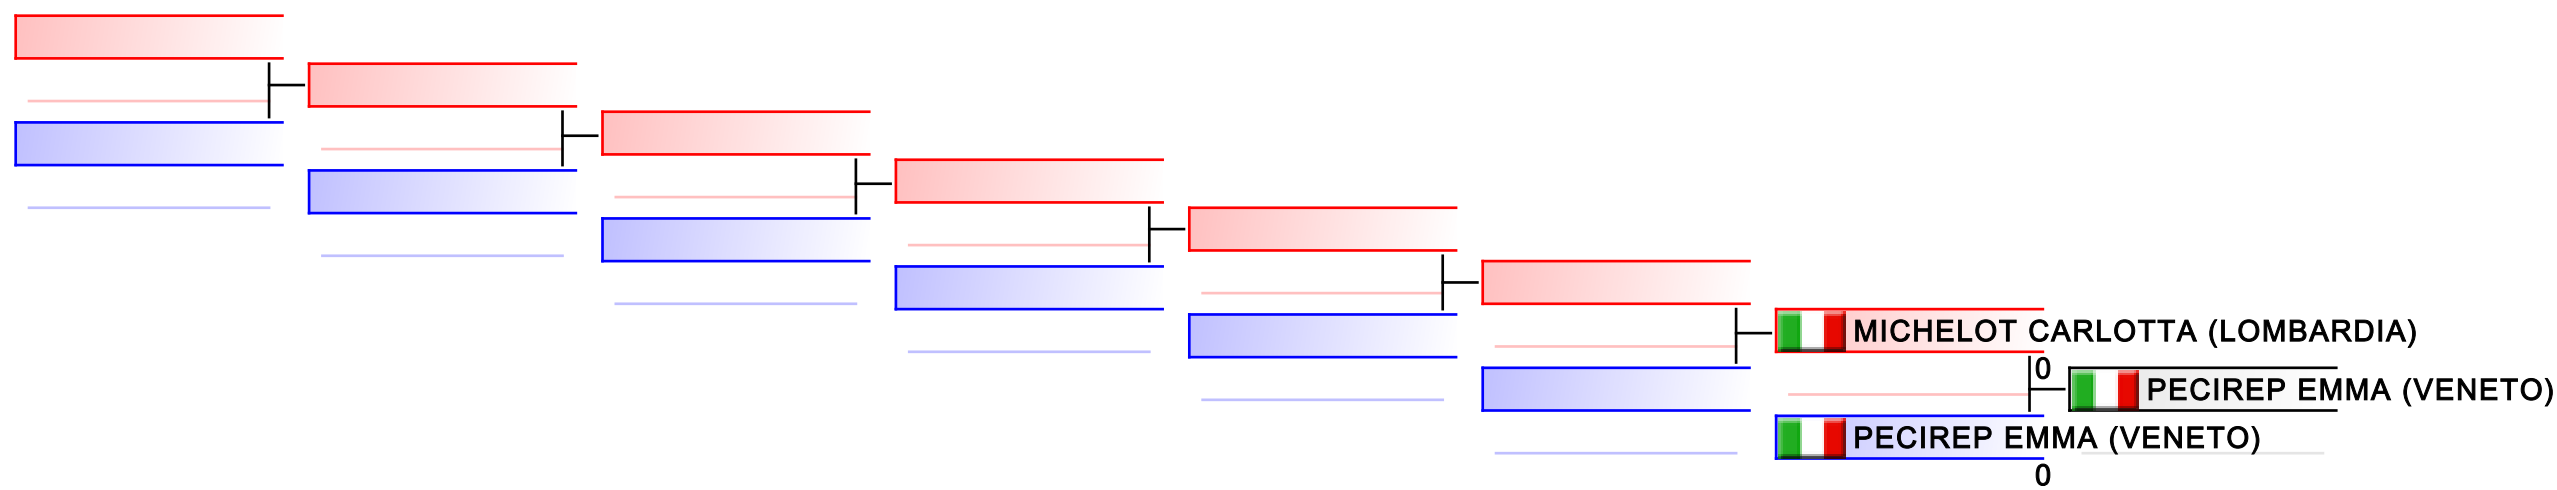 MICHELOT CARLOTTA (LOMBARDIA)
0
PECIREP EMMA (VENETO)
PECIREP EMMA (VENETO)
0